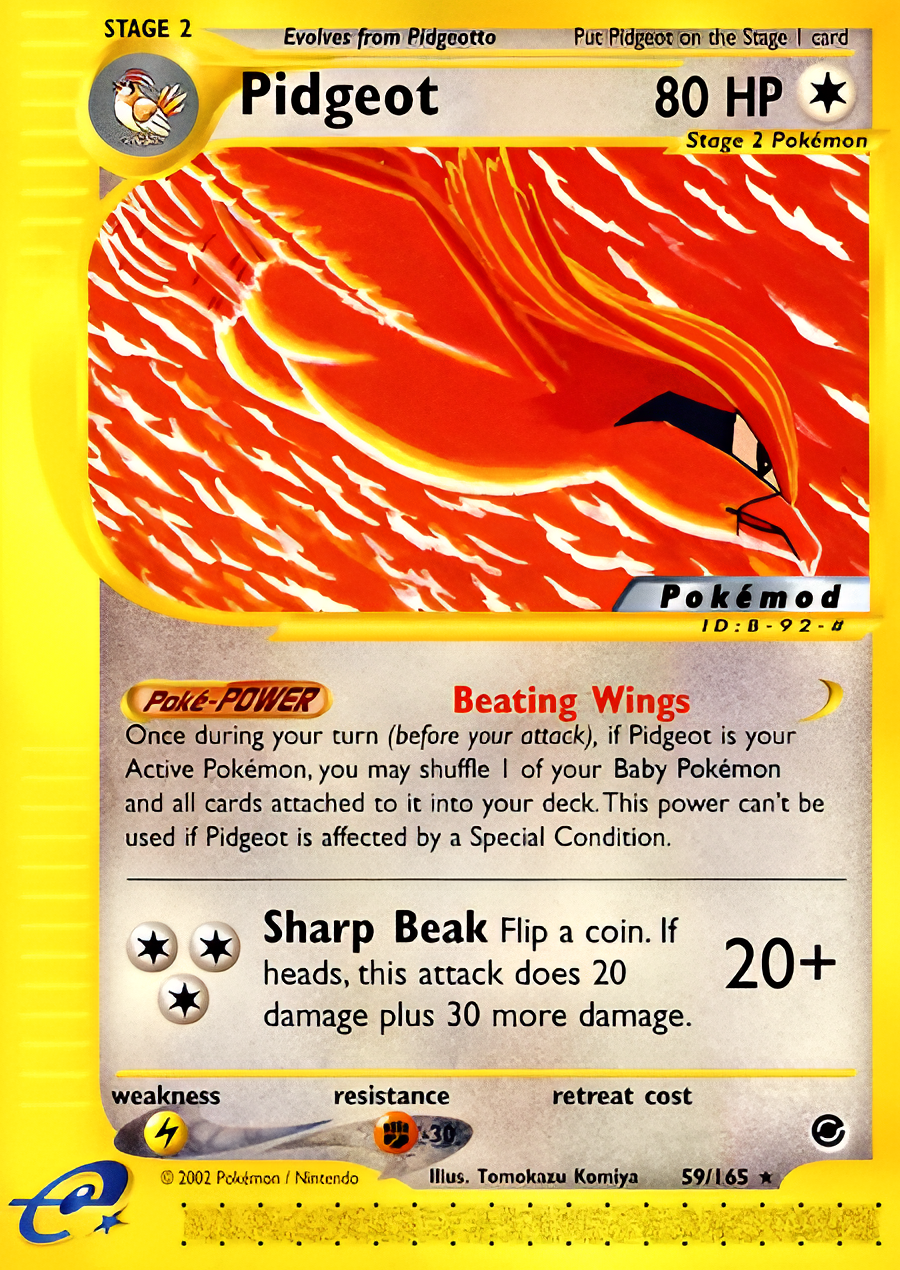 STAGE 2
Evolves from Pidgeotto
Put Pidgeot on the Stage 1 card
Pidgeot
80 HP
Stage 2 Pokémon
Pokémod
ID:B-92-#
Poké-POWER
Beating Wings
Once during your turn (before your attack), if Pidgeot is your
Active Pokémon, you may shuffle 1 of your Baby Pokémon
and all cards attached to it into your deck. This power can't be
used if Pidgeot is affected by a Special Condition.
Sharp Beak Flip a coin. If
heads, this attack does 20
damage plus 30 more damage.
20+
weakness
resistance
retreat cost
-30
© 2002 Pokémon / Nintendo
Illus. Tomokazu Komiya
59/165 ★
e